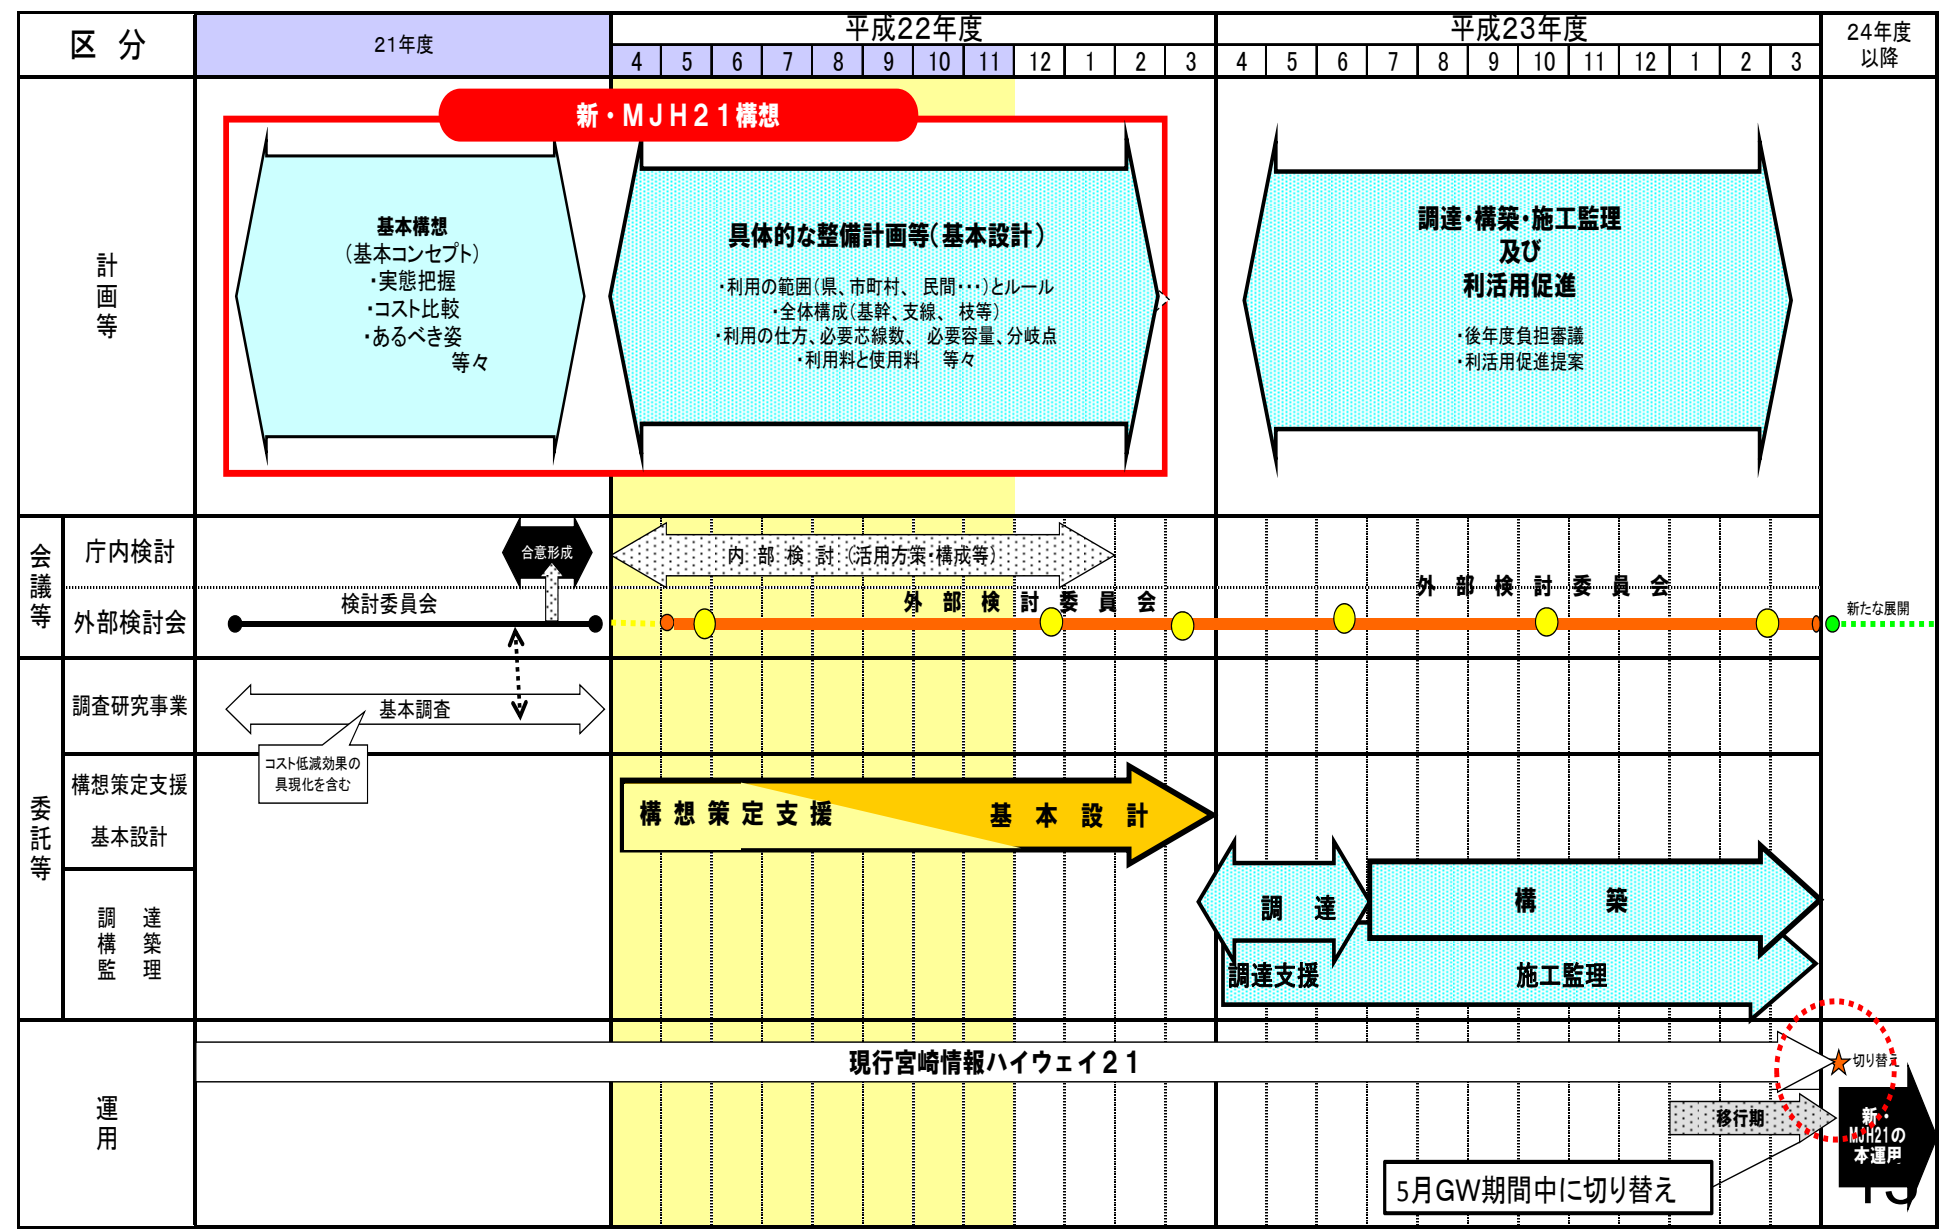 区 分
21年度
平成22年度
平成23年度
24年度
以降
4 5 6 7 8 9 10 11 12 1 2 3 4 5 6 7 8 9 10 11 12 1 2 3
新・MJH21構想
計画等
基本構想
(基本コンセプト)
・実態把握
・コスト比較
・あるべき姿
等々
具体的な整備計画等(基本設計)
・利用の範囲(県、市町村、民間・・・)とルール
・全体構成(基幹、支線、枝等)
・利用の仕方、必要芯線数、必要容量、分岐点
・利用料と使用料 等々
調達・構築・施工監理
及び
利活用促進
・後年度負担審議
・利活用促進提案
会議等
庁内検討
合意形成
内部検討(活用方策・構成等)
外部検討会
検討委員会
外部検討委員会
外部検討委員会
新たな展開
委託等
調査研究事業
基本調査
コスト低減効果の
具現化を含む
構想策定支援
基本設計
構想策定支援
基本設計
調 達
構 築
監 理
調 達
構 築
調達支援
施工監理
運用
現行宮崎情報ハイウェイ21
切り替え
移行期
新・
MJH21の
本運用
5月GW期間中に切り替え